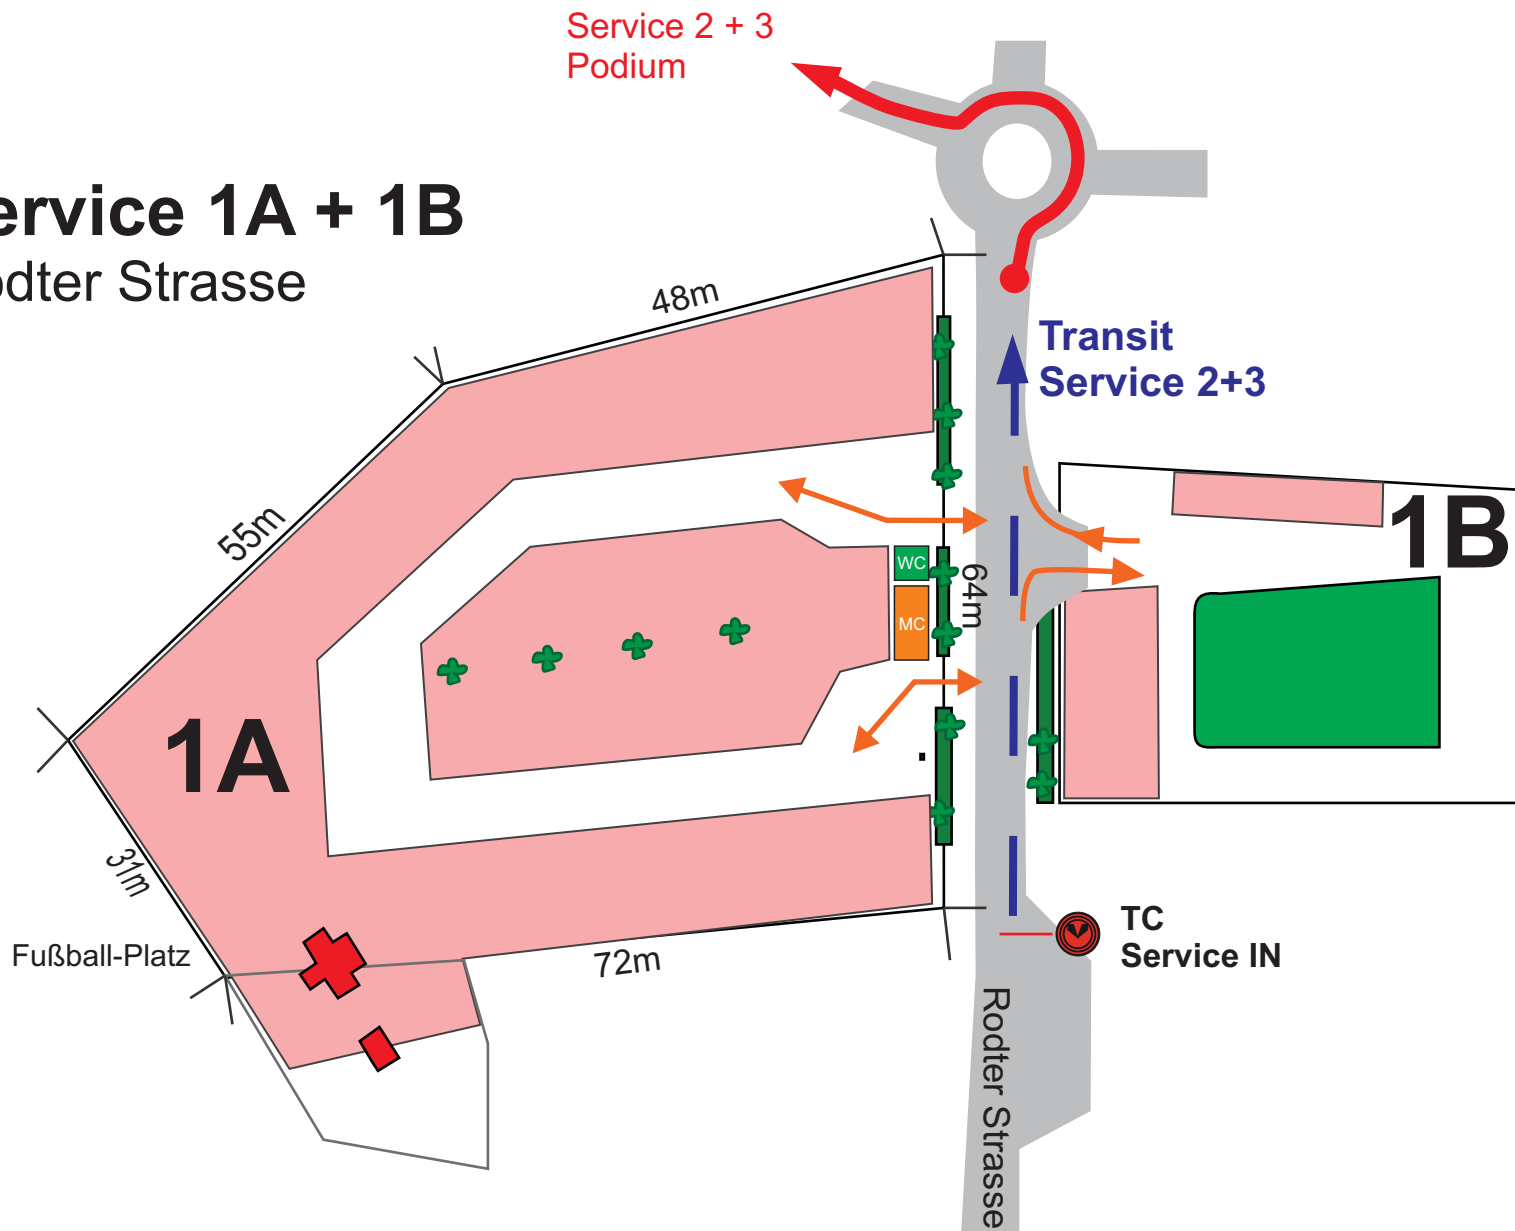 Service 2 + 3
Podium
ervice 1A + 1B
odter Strasse
48m
Transit
Service 2+3
55m
1B
WC
64m
MC
1A
31m
TC
Service IN
Fußball-Platz
72m
Rodter Strasse